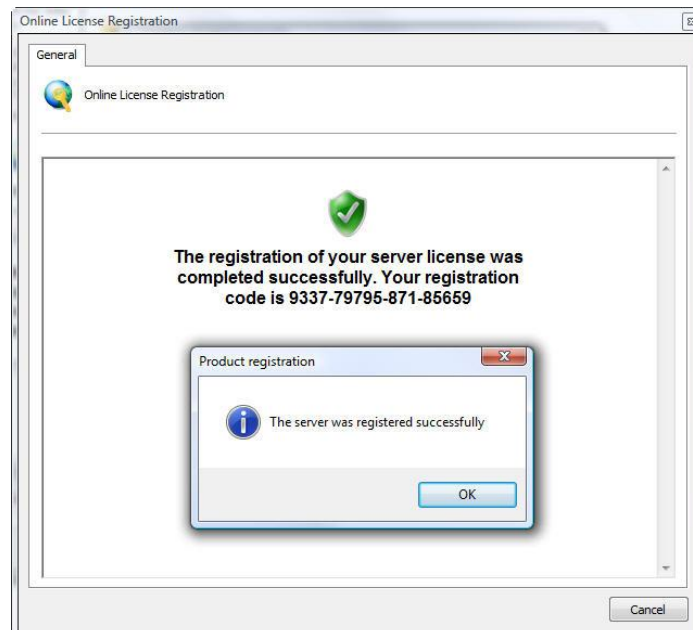 Online License Registration
General
Online License Registration
The registration of your server license was
completed successfully. Your registration
code is 9337-79795-871-85659
Product registration
The server was registered successfully
OK
Cancel